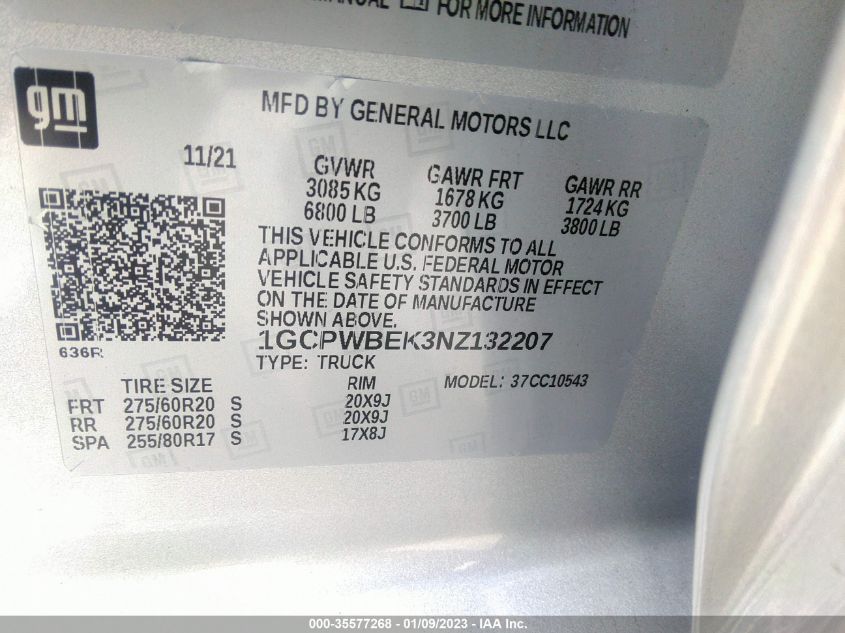 MANUAL FOR MORE INFORMATION
gm
MFD BY GENERAL MOTORS LLC
11/21
GVWR GAWR FRT GAWR RR
3085 KG 1678 KG 1724 KG
6800 LB 3700 LB 3800 LB
THIS VEHICLE CONFORMS TO ALL
APPLICABLE U.S. FEDERAL MOTOR
VEHICLE SAFETY STANDARDS IN EFFECT
ON THE DATE OF MANUFACTURE
SHOWN ABOVE.
636R
1GCPWBEK3NZ132207
TYPE: TRUCK MODEL: 37CC10543
TIRE SIZE RIM
FRT 275/60R20 S 20X9J
RR 275/60R20 S 20X9J
SPA 255/80R17 S 17X8J
000-35577268 - 01/09/2023 - IAA Inc.